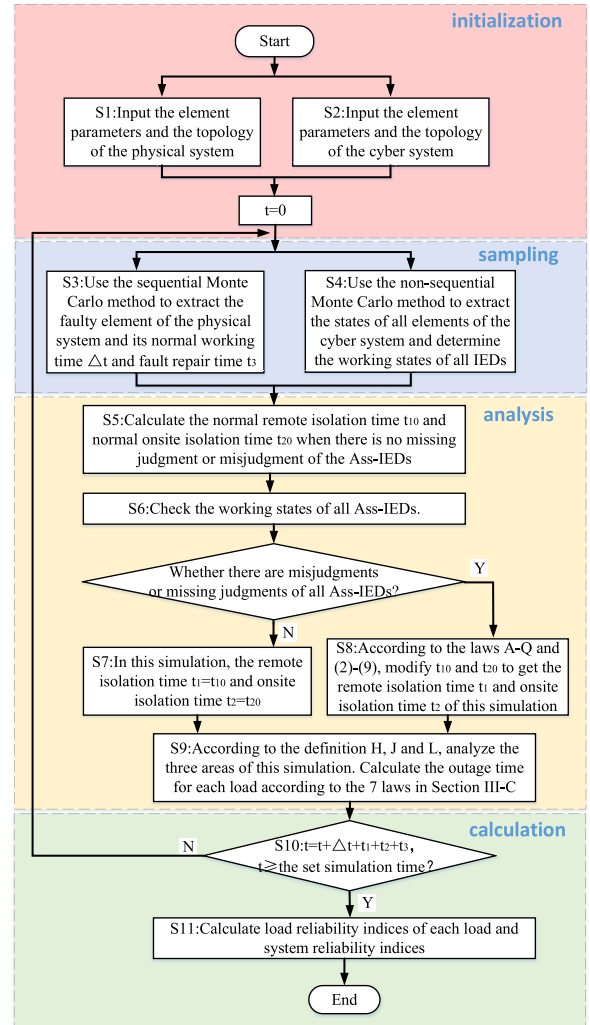 initialization
Start
S1:Input the element
parameters and the topology
of the physical system
S2:Input the element
parameters and the topology
of the cyber system
t=0
sampling
S3:Use the sequential Monte
Carlo method to extract the
faulty element of the physical
system and its normal working
time △t and fault repair time t₃
S4:Use the non-sequential
Monte Carlo method to extract
the states of all elements of the
cyber system and determine
the working states of all IEDs
analysis
S5:Calculate the normal remote isolation time t₁₀ and
normal onsite isolation time t₂₀ when there is no missing
judgment or misjudgment of the Ass-IEDs
S6:Check the working states of all Ass-IEDs.
Whether there are misjudgments
or missing judgments of all Ass-IEDs?
Y
N
S7:In this simulation, the remote
isolation time t₁=t₁₀ and onsite
isolation time t₂=t₂₀
S8:According to the laws A-Q and
(2)-(9), modify t₁₀ and t₂₀ to get the
remote isolation time t₁ and onsite
isolation time t₂ of this simulation
S9:According to the definition H, J and L, analyze the
three areas of this simulation. Calculate the outage time
for each load according to the 7 laws in Section III-C
calculation
N
S10:t=t+△t+t₁+t₂+t₃,
t≥the set simulation time?
Y
S11:Calculate load reliability indices of each load and
system reliability indices
End